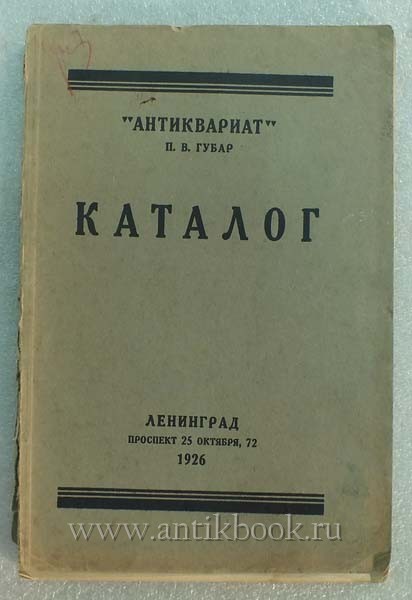 "АНТИКВАРИАТ"
П. В. ГУБАР
КАТАЛОГ
ЛЕНИНГРАД
ПРОСПЕКТ 25 ОКТЯБРЯ, 72
1926
www.antikbook.ru